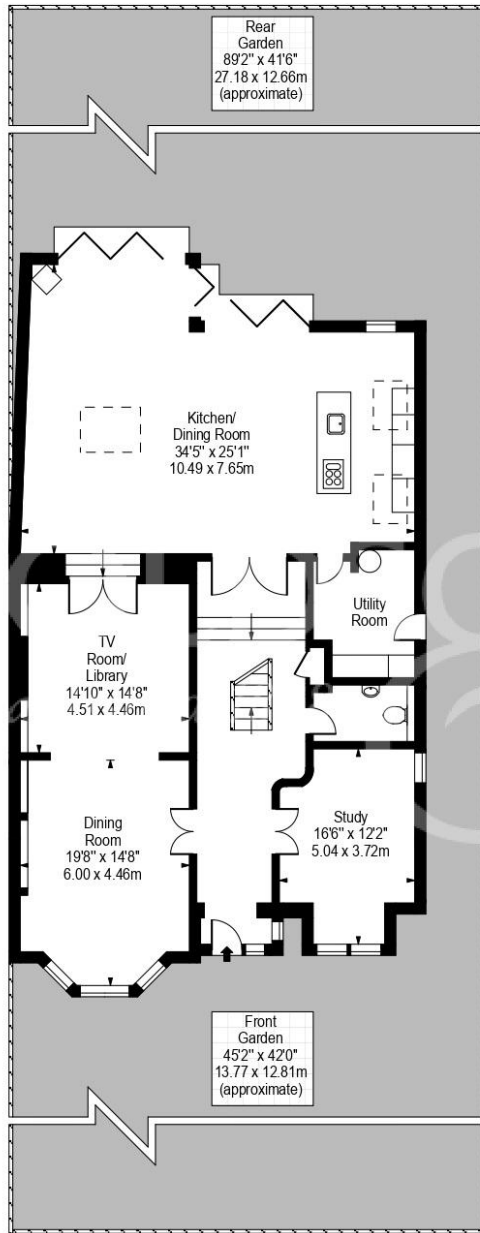 Rear
Garden
89'2" x 41'6"
27.18 x 12.66m
(approximate)
Kitchen/
Dining Room
34'5" x 25'1"
10.49 x 7.65m
Utility
Room
TV
Room/
Library
14'10" x 14'8"
4.51 x 4.46m
Dining
Room
19'8" x 14'8"
6.00 x 4.46m
Study
16'6" x 12'2"
5.04 x 3.72m
Front
Garden
45'2" x 42'0"
13.77 x 12.81m
(approximate)